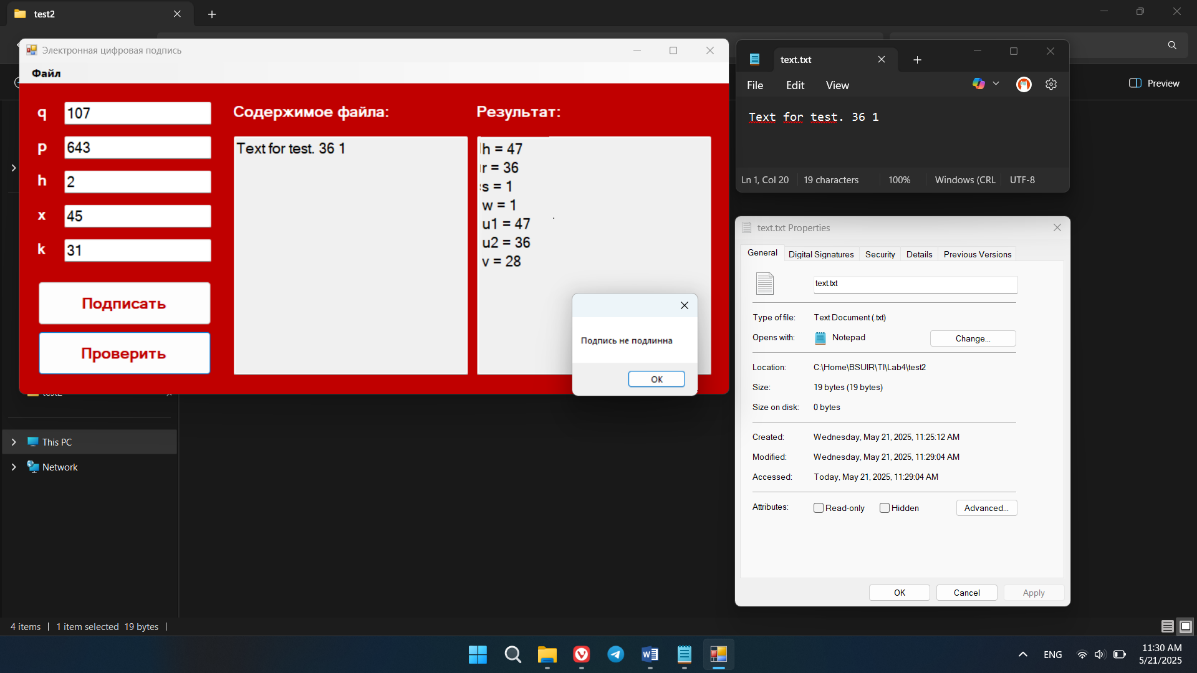 test2
Электронная цифровая подпись
Файл
q 107
p 643
h 2
x 45
k 31
Подписать
Проверить
Содержимое файла:
Text for test. 36 1
Результат:
h = 47
r = 36
s = 1
w = 1
u1 = 47
u2 = 36
v = 28
Подпись не подлинна
OK
text.txt
File Edit View
Text for test. 36 1
Ln 1, Col 20 19 characters 100% Windows (CRL UTF-8
Preview
text.txt Properties
General Digital Signatures Security Details Previous Versions
text.txt
Type of file: Text Document (.txt)
Opens with: Notepad Change...
Location: C:\Home\BSUIR\TI\Lab4\test2
Size: 19 bytes (19 bytes)
Size on disk: 0 bytes
Created: Wednesday, May 21, 2025, 11:25:12 AM
Modified: Wednesday, May 21, 2025, 11:29:04 AM
Accessed: Today, May 21, 2025, 11:29:04 AM
Attributes: Read-only Hidden Advanced...
OK Cancel Apply
This PC
Network
4 items 1 item selected 19 bytes
ENG
11:30 AM
5/21/2025